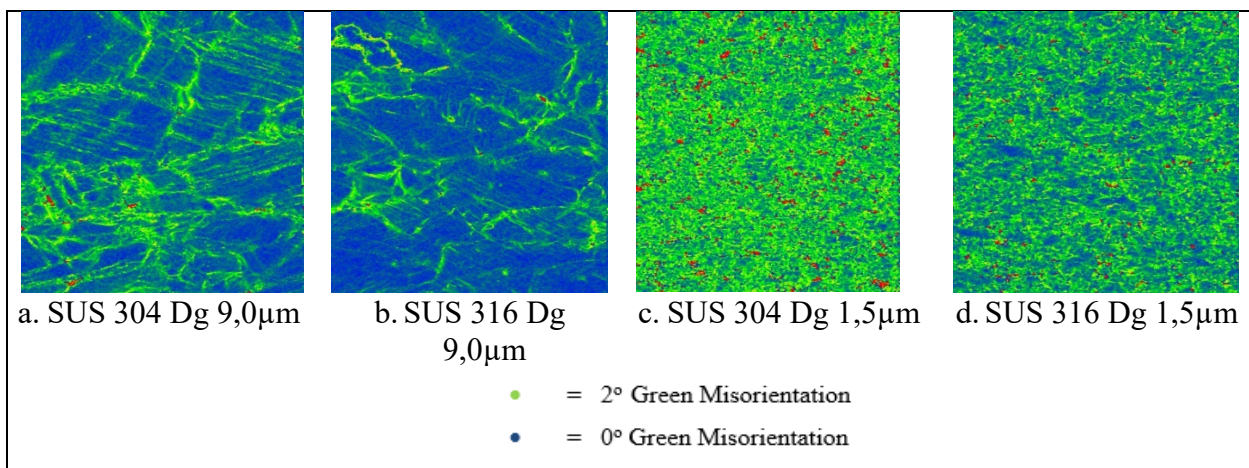 a. SUS 304 Dg 9,0µm
b. SUS 316 Dg
9,0µm
c. SUS 304 Dg 1,5µm
d. SUS 316 Dg 1,5µm
= 2° Green Misorientation
= 0° Green Misorientation